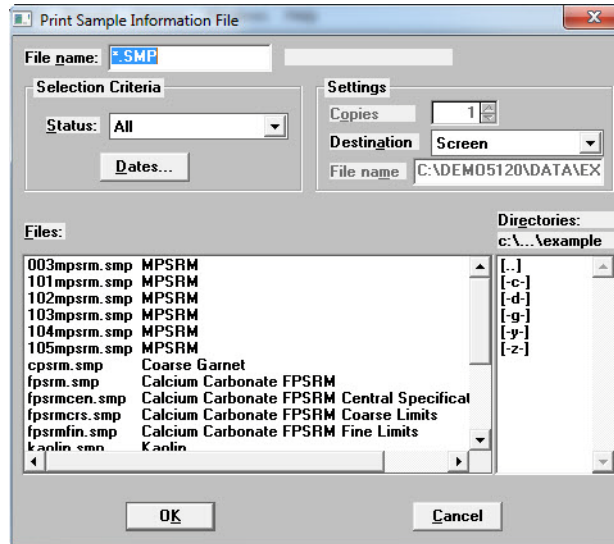 Print Sample Information File
File name: *.SMP
Selection Criteria
Status: All
Dates...
Settings
Copies 1
Destination Screen
File name C:\DEMO5120\DATA\EX
Files:
Directories:
c:\...\example
003mpsrm.smp MPSRM
101mpsrm.smp MPSRM
102mpsrm.smp MPSRM
103mpsrm.smp MPSRM
104mpsrm.smp MPSRM
105mpsrm.smp MPSRM
cpsrm.smp Coarse Garnet
fpsrm.smp Calcium Carbonate FPSRM
fpsrmcen.smp Calcium Carbonate FPSRM Central Specificat
fpsrmcrs.smp Calcium Carbonate FPSRM Coarse Limits
fpsrmfin.smp Calcium Carbonate FPSRM Fine Limits
kaolin.smp Kaolin
[..]
[-c-]
[-d-]
[-g-]
[-y-]
[-z-]
OK
Cancel